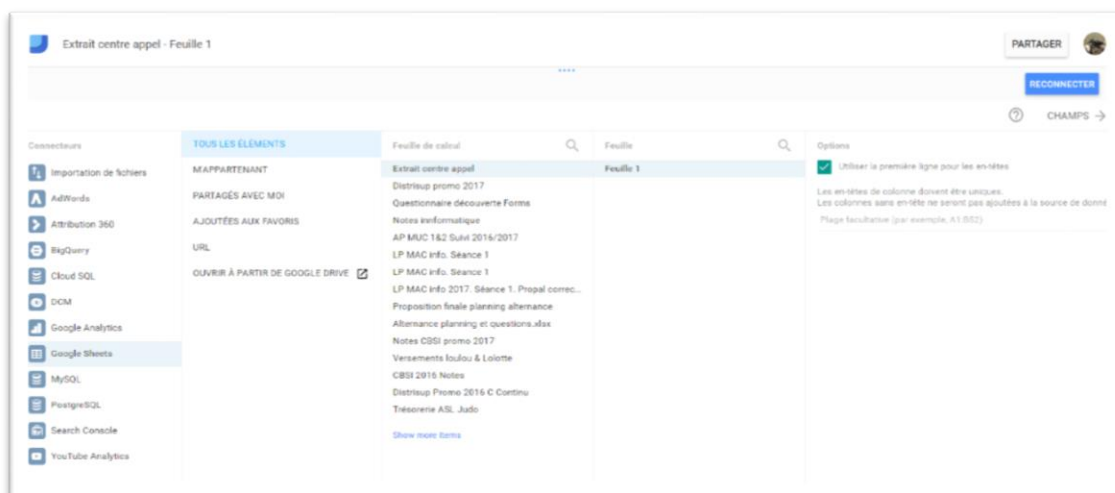 Extrait centre appel - Feuille 1
PARTAGER
RECONNECTER
CHAMPS
Connecteurs
Importation de fichiers
AdWords
Attribution 360
BigQuery
Cloud SQL
DCM
Google Analytics
Google Sheets
MySQL
PostgreSQL
Search Console
YouTube Analytics
TOUS LES ÉLÉMENTS
M'APPARTENANT
PARTAGÉS AVEC MOI
AJOUTÉES AUX FAVORIS
URL
OUVRIR À PARTIR DE GOOGLE DRIVE
Feuille de calcul
Extrait centre appel
Distrisup promo 2017
Questionnaire découverte Forms
Notes innformatique
AP MUC 1&2 Suivi 2016/2017
LP MAC info. Séance 1
LP MAC info. Séance 1
LP MAC info 2017. Séance 1. Propal correc...
Proposition finale planning alternance
Alternance planning et questions.xlsx
Notes CBSI promo 2017
Versements loulou & Lolotte
CBSI 2016 Notes
Distrisup Promo 2016 C Continu
Trésorerie ASL Judo
Show more items
Feuille
Feuille 1
Options
Utiliser la première ligne pour les en-têtes
Les en-têtes de colonne doivent être uniques.
Les colonnes sans en-tête ne seront pas ajoutées à la source de donné
Plage facultative (par exemple, A1:B52)